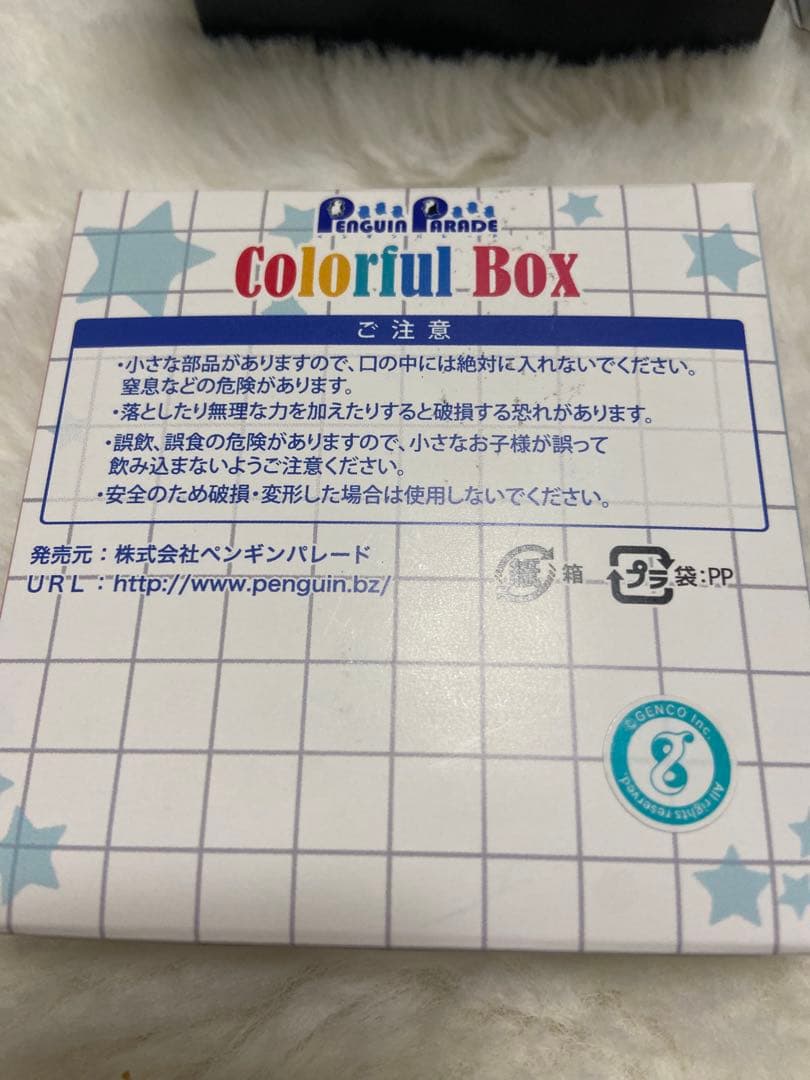 PENGUIN PARADE
Colorful Box
ご注意
・小さな部品がありますので、口の中には絶対に入れないでください。
窒息などの危険があります。
・落としたり無理な力を加えたりすると破損する恐れがあります。
・誤飲、誤食の危険がありますので、小さなお子様が誤って
飲み込まないようご注意ください。
・安全のため破損・変形した場合は使用しないでください。
発売元：株式会社ペンギンパレード
URL：http://www.penguin.bz/
紙 箱
プラ 袋：PP
©GENCO Inc.
All rights reserved.